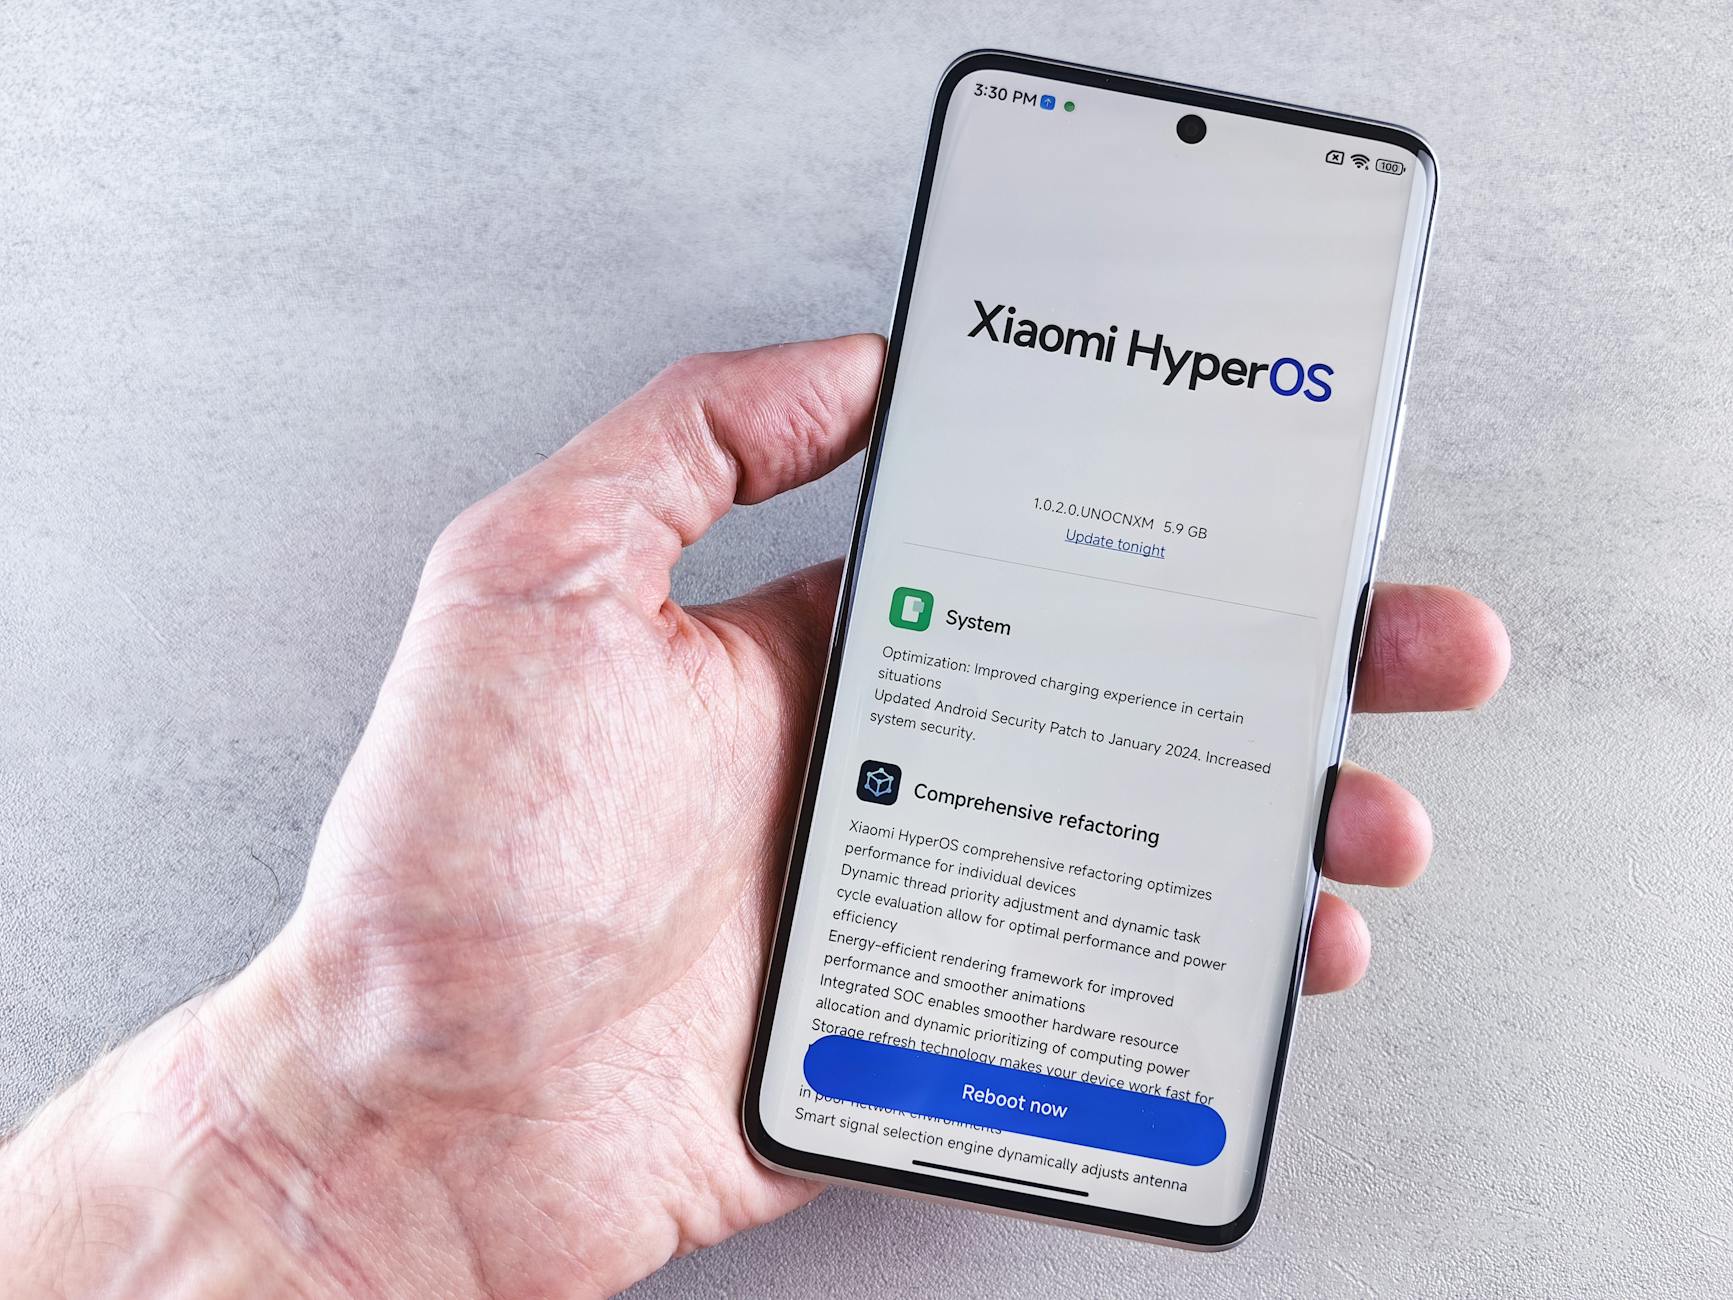 3:30 PM
100
Xiaomi HyperOS
1.0.2.0.UNOCNXM 5.9 GB
Update tonight
System
Optimization: Improved charging experience in certain
situations
Updated Android Security Patch to January 2024. Increased
system security.
Comprehensive refactoring
Xiaomi HyperOS comprehensive refactoring optimizes
performance for individual devices
Dynamic thread priority adjustment and dynamic task
cycle evaluation allow for optimal performance and power
efficiency
Energy-efficient rendering framework for improved
performance and smoother animations
Integrated SOC enables smoother hardware resource
allocation and dynamic prioritizing of computing power
Storage refresh technology makes your device work fast for
Reboot now
in poor network environments
Smart signal selection engine dynamically adjusts antenna